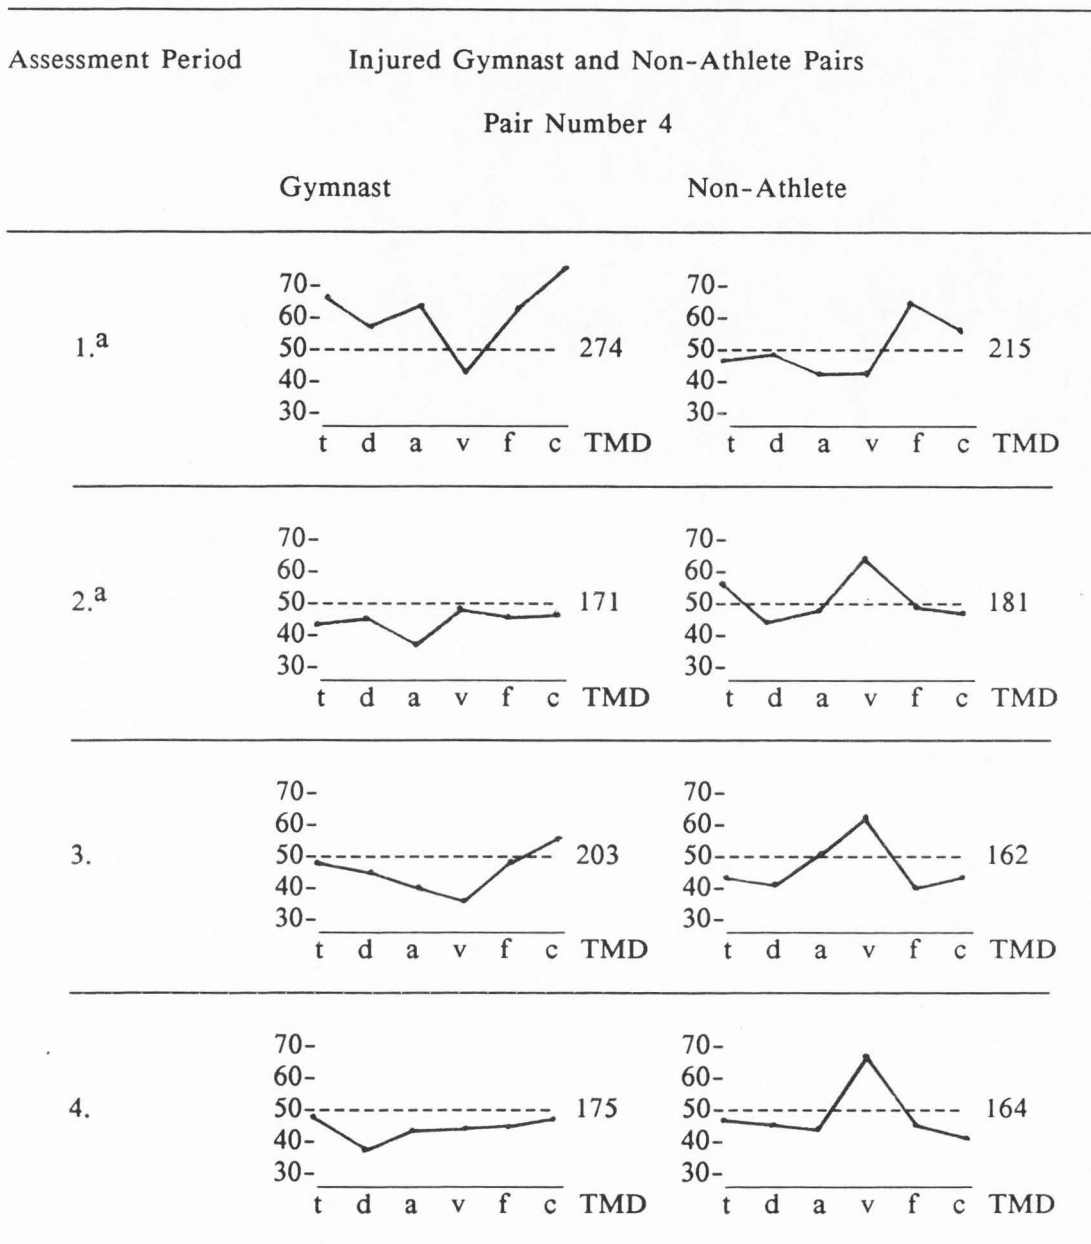 Assessment Period Injured Gymnast and Non-Athlete Pairs
Pair Number 4
Gymnast Non-Athlete
70- 70-
60- 60-
1.a 50- 274 50- 215
40- 40-
30- 30-
t d a v f c TMD t d a v f c TMD
70- 70-
60- 60-
2.a 50- 171 50- 181
40- 40-
30- 30-
t d a v f c TMD t d a v f c TMD
70- 70-
60- 60-
3. 50- 203 50- 162
40- 40-
30- 30-
t d a v f c TMD t d a v f c TMD
70- 70-
60- 60-
4. 50- 175 50- 164
40- 40-
30- 30-
t d a v f c TMD t d a v f c TMD